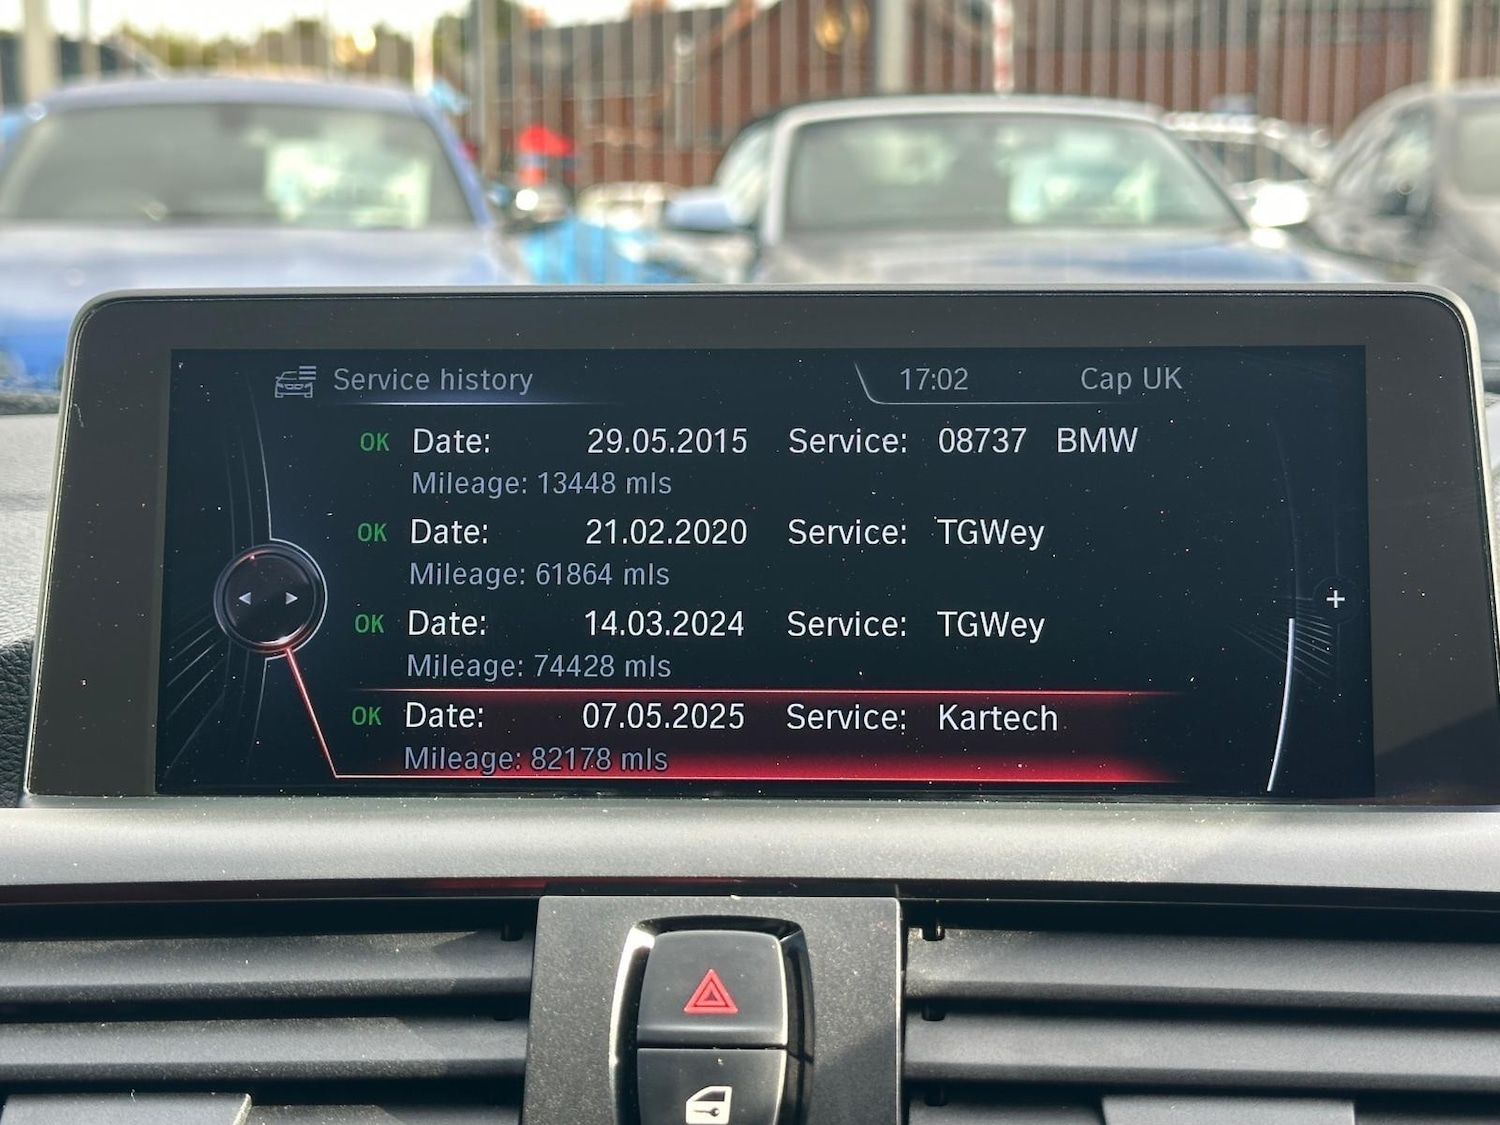 Service history 17:02 Cap UK
OK Date: 29.05.2015 Service: 08737 BMW
Mileage: 13448 mls
OK Date: 21.02.2020 Service: TGWey
Mileage: 61864 mls
OK Date: 14.03.2024 Service: TGWey
Mileage: 74428 mls
OK Date: 07.05.2025 Service: Kartech
Mileage: 82178 mls